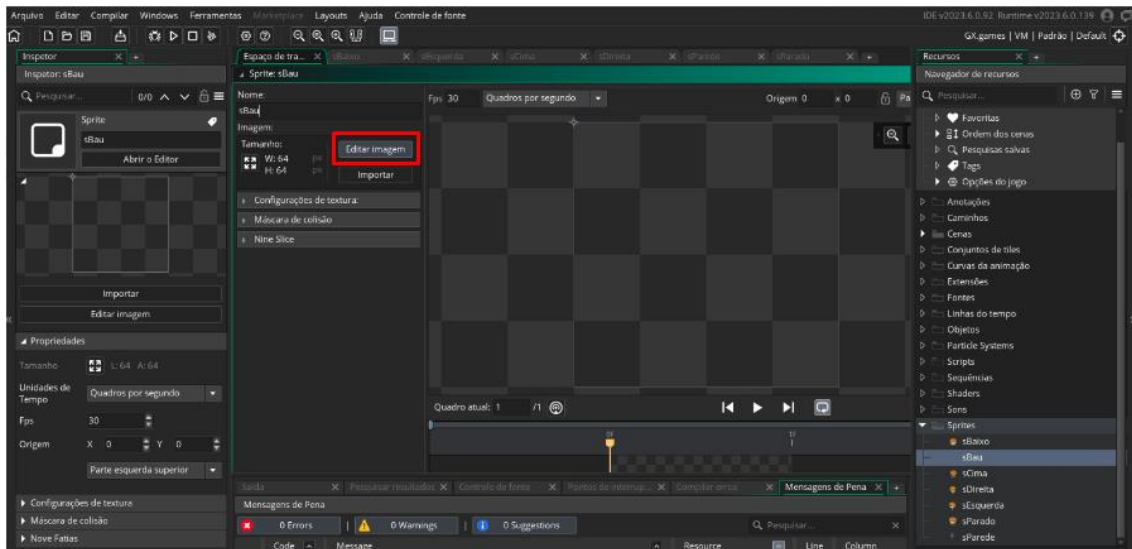 Arquivo Editar Compilar Windows Ferramentas Marketplace Layouts Ajuda Controle de fonte
IDE v2023.6.0.92 Runtime v2023.6.0.139
GX.games | VM | Padrão | Default
Inspetor
Espaço de tra...
sBaixo
sEsquerda
sCima
sDireita
sParado
Recursos
Inspetor: sBau
Sprite: sBau
Navegador de recursos
Pesquisar...
0/0
Nome:
Fps 30
Quadros por segundo
Origem 0 x 0
Pesquisar...
Sprite
sBau
Abrir o Editor
sBau
Imagem:
Tamanho:
W: 64 px
H: 64 px
Editar imagem
Importar
Configurações de textura:
Máscara de colisão
Nine Slice
Favoritas
Ordem dos cenas
Pesquisas salvas
Tags
Opções do jogo
Anotações
Caminhos
Cenas
Conjuntos de tiles
Curvas da animação
Extensões
Fontes
Linhas do tempo
Objetos
Particle Systems
Scripts
Sequências
Shaders
Sons
Sprites
sBaixo
sBau
sCima
sDireita
sEsquerda
sParado
sParede
Importar
Editar imagem
Propriedades
Tamanho L: 64 A: 64
Unidades de Tempo
Quadros por segundo
Fps 30
Origem X 0 Y 0
Parte esquerda superior
Configurações de textura
Máscara de colisão
Nove Fatias
Quadro atual: 1 /1
0f
1f
Saída
Pesquisar resultados
Controle de fonte
Pontos de interrup...
Compilar erros
Mensagens de Pena
Mensagens de Pena
0 Errors
0 Warnings
0 Suggestions
Pesquisar...
Code Message Resource Line Column